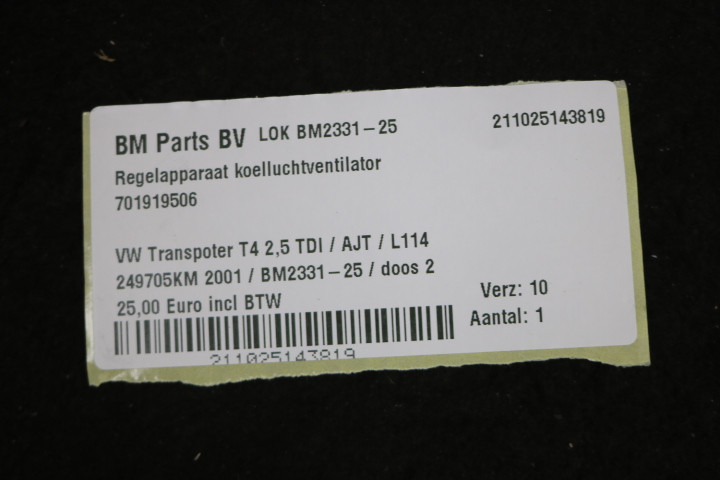 BM Parts BV LOK BM2331-25 211025143819
Regelapparaat koelluchtventilator
701919506
VW Transpoter T4 2,5 TDI / AJT / L114
249705KM 2001 / BM2331-25 / doos 2
25,00 Euro incl BTW
Verz: 10
Aantal: 1
211025143819